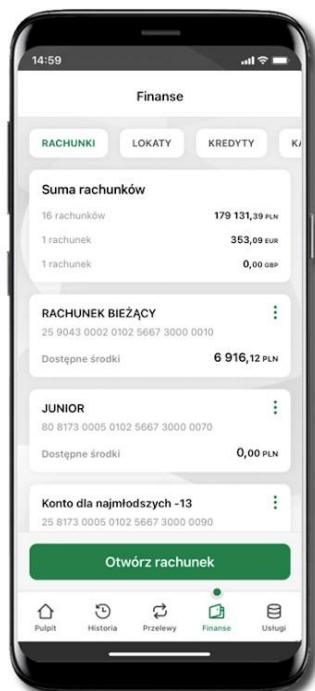 14:59
Finanse
RACHUNKI LOKATY KREDYTY
Suma rachunków
16 rachunków 179 131,39 PLN
1 rachunek 353,09 EUR
1 rachunek 0,00 GBP
RACHUNEK BIEŻĄCY
25 9043 0002 0102 5667 3000 0010
Dostępne środki 6 916,12 PLN
JUNIOR
80 8173 0005 0102 5667 3000 0070
Dostępne środki 0,00 PLN
Konto dla najmłodszych -13
25 8173 0005 0102 5667 3000 0090
Otwórz rachunek
Pulpit Historia Przelewy Finanse Usługi